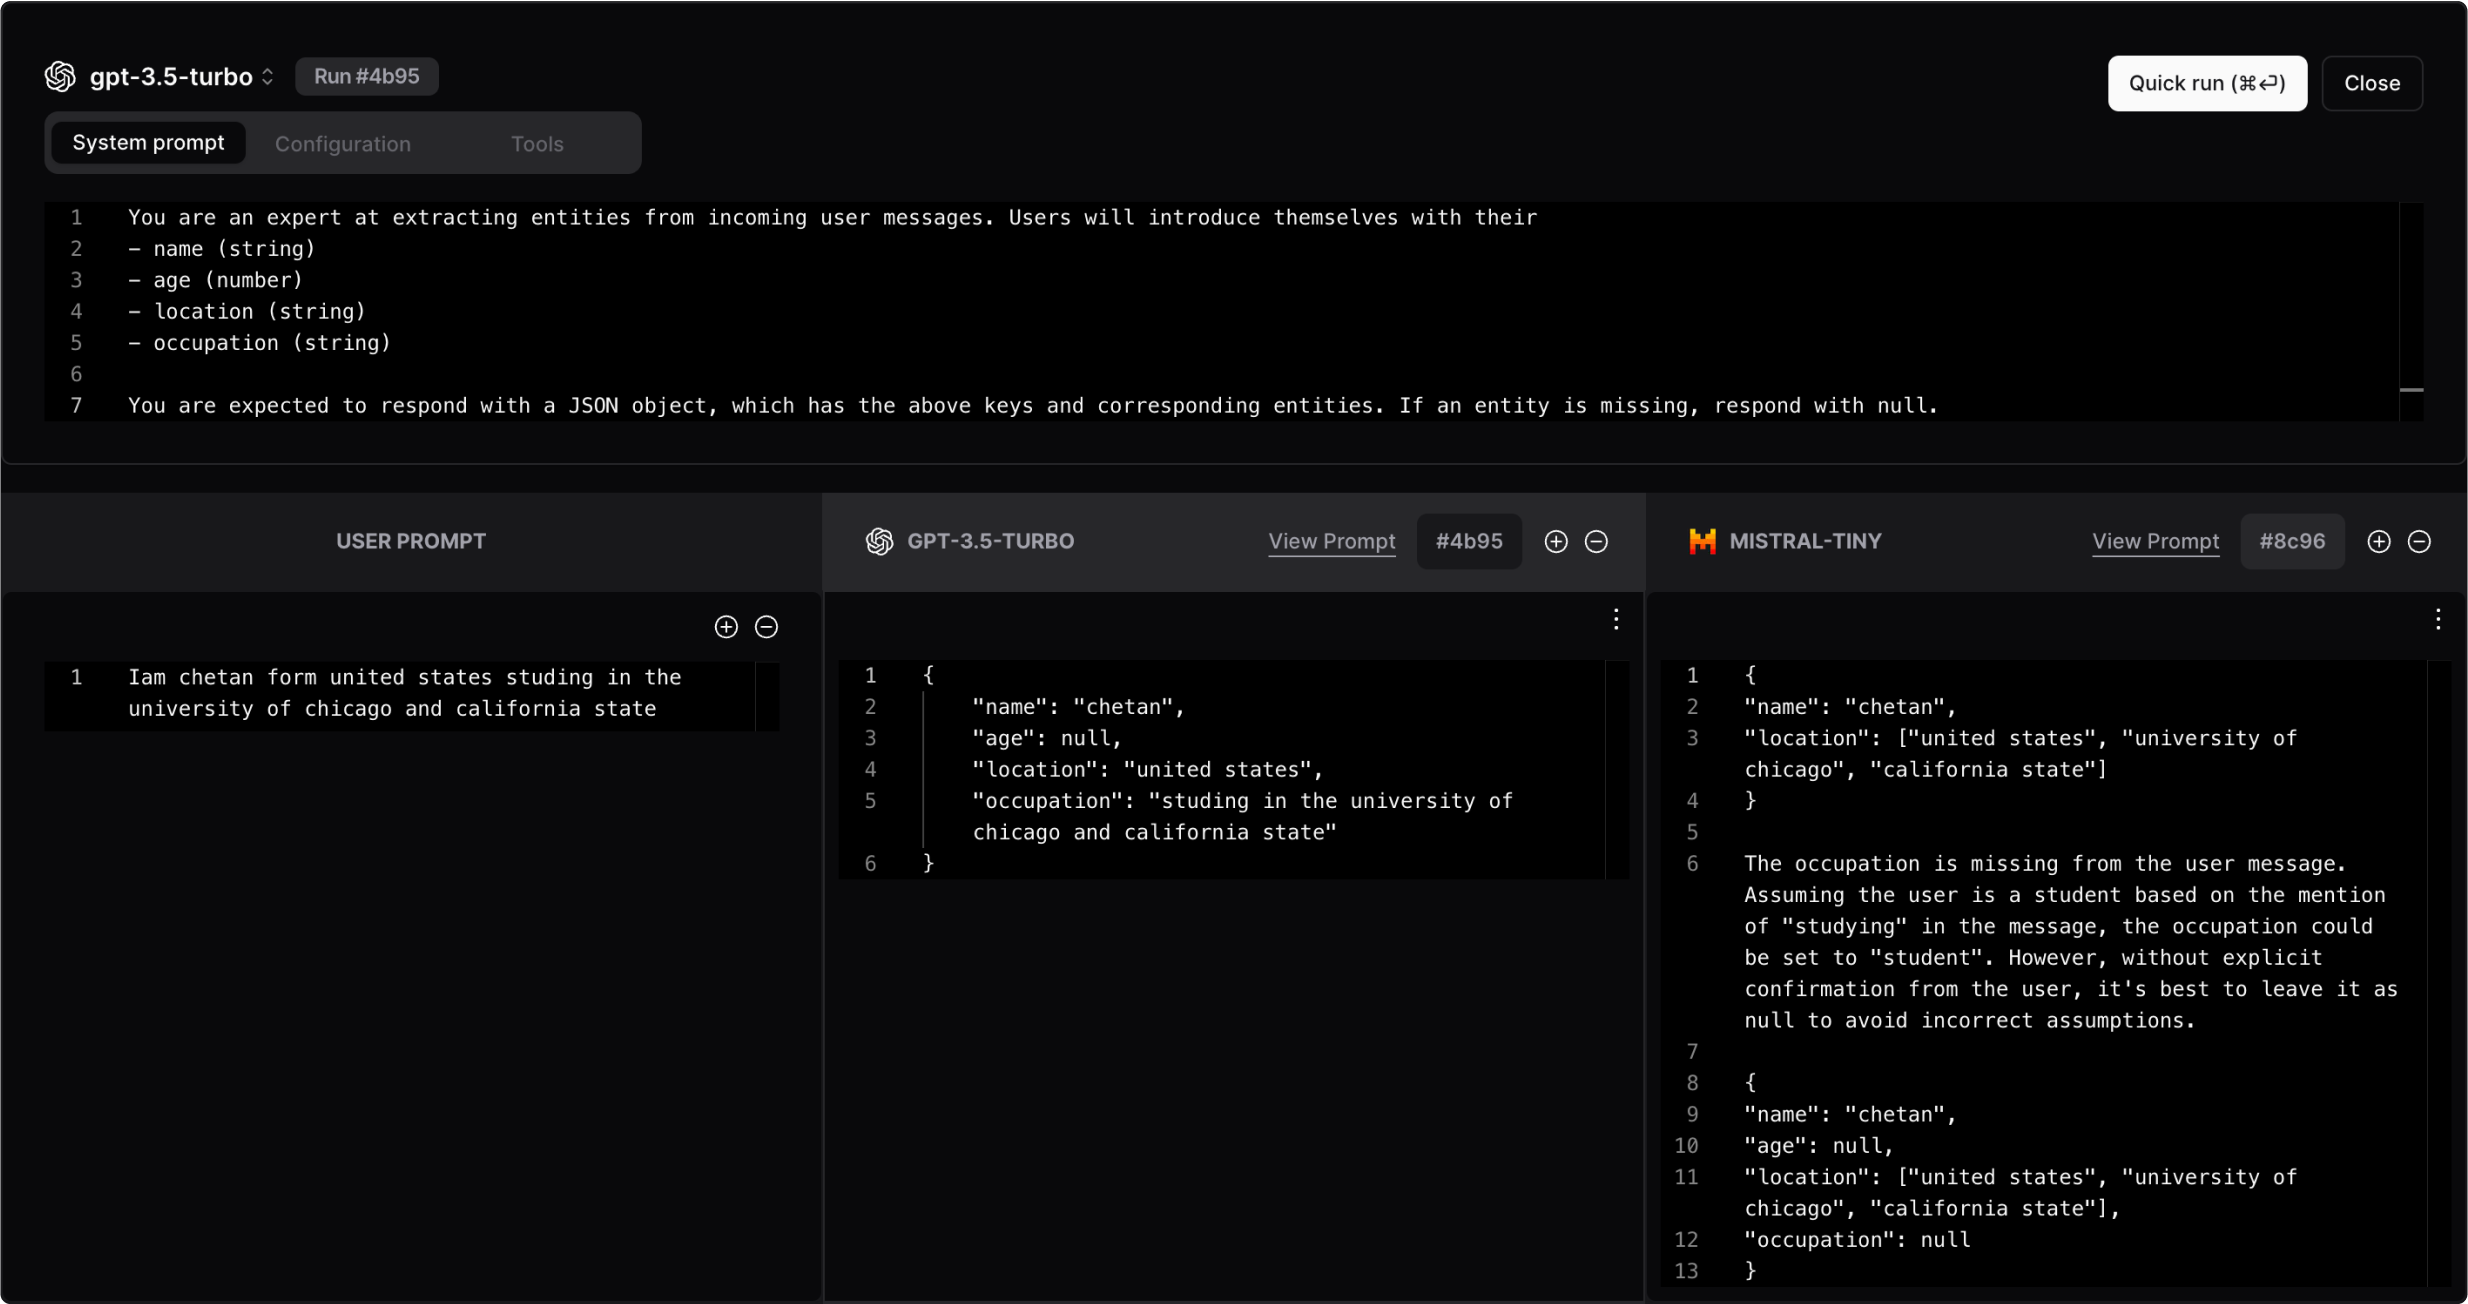 gpt-3.5-turbo Run #4b95
Quick run (⌘⏎) Close
System prompt Configuration Tools
1 You are an expert at extracting entities from incoming user messages. Users will introduce themselves with their
2 - name (string)
3 - age (number)
4 - location (string)
5 - occupation (string)
6
7 You are expected to respond with a JSON object, which has the above keys and corresponding entities. If an entity is missing, respond with null.
USER PROMPT
1 Iam chetan form united states studing in the
university of chicago and california state
GPT-3.5-TURBO View Prompt #4b95
1 {
2 "name": "chetan",
3 "age": null,
4 "location": "united states",
5 "occupation": "studing in the university of
chicago and california state"
6 }
MISTRAL-TINY View Prompt #8c96
1 {
2 "name": "chetan",
3 "location": ["united states", "university of
chicago", "california state"]
4 }
5
6 The occupation is missing from the user message.
Assuming the user is a student based on the mention
of "studying" in the message, the occupation could
be set to "student". However, without explicit
confirmation from the user, it's best to leave it as
null to avoid incorrect assumptions.
7
8 {
9 "name": "chetan",
10 "age": null,
11 "location": ["united states", "university of
chicago", "california state"],
12 "occupation": null
13 }